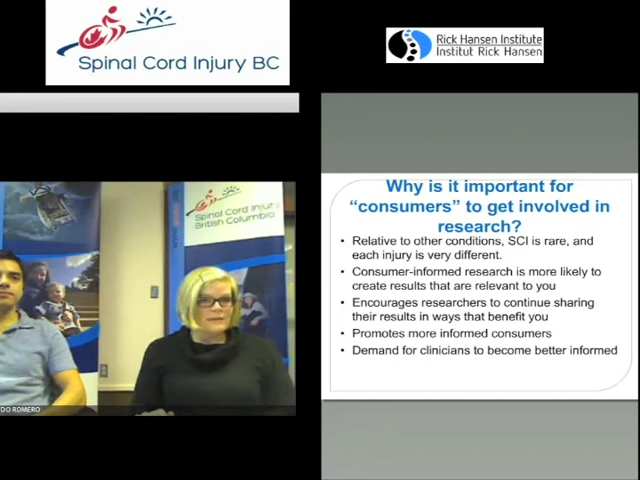 Spinal Cord Injury BC
Rick Hansen Institute
Institut Rick Hansen
Spinal Cord Injury
British Columbia
DO ROMERO
Why is it important for
“consumers” to get involved in
research?
• Relative to other conditions, SCI is rare, and
each injury is very different.
• Consumer-informed research is more likely to
create results that are relevant to you
• Encourages researchers to continue sharing
their results in ways that benefit you
• Promotes more informed consumers
• Demand for clinicians to become better informed